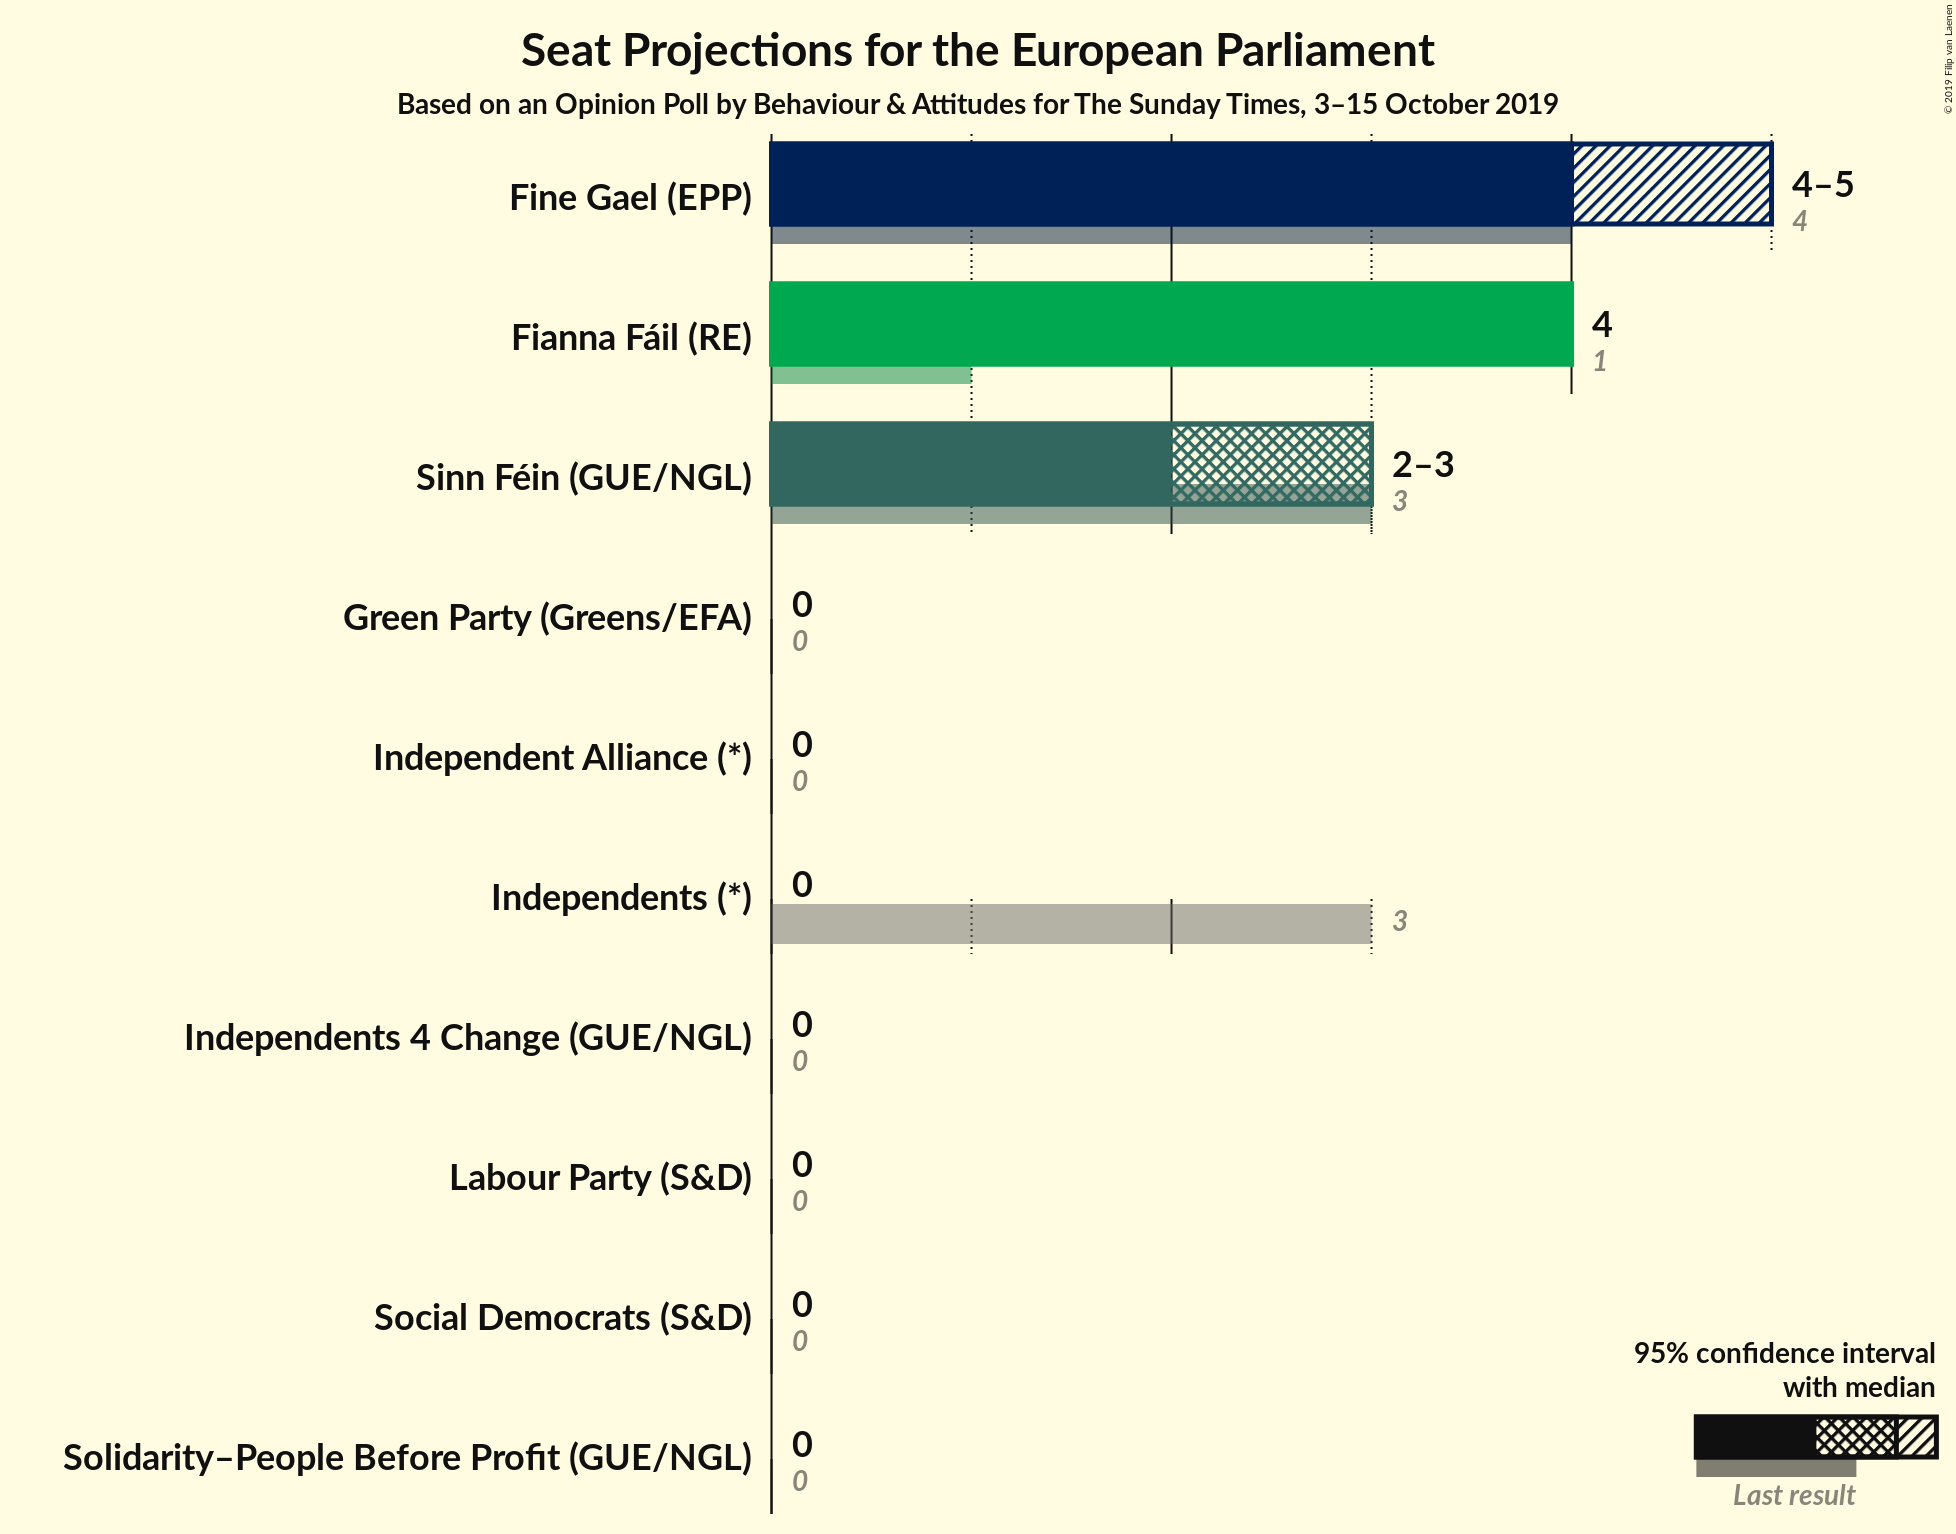 Seat Projections for the European Parliament
Based on an Opinion Poll by Behaviour & Attitudes for The Sunday Times, 3–15 October 2019
© 2019 Filip van Laenen
Fine Gael (EPP)
4–5
4
Fianna Fáil (RE)
4
1
Sinn Féin (GUE/NGL)
2–3
3
Green Party (Greens/EFA)
0
0
Independent Alliance (*)
0
0
Independents (*)
0
3
Independents 4 Change (GUE/NGL)
0
0
Labour Party (S&D)
0
0
Social Democrats (S&D)
0
0
Solidarity–People Before Profit (GUE/NGL)
0
0
95% confidence interval
with median
Last result